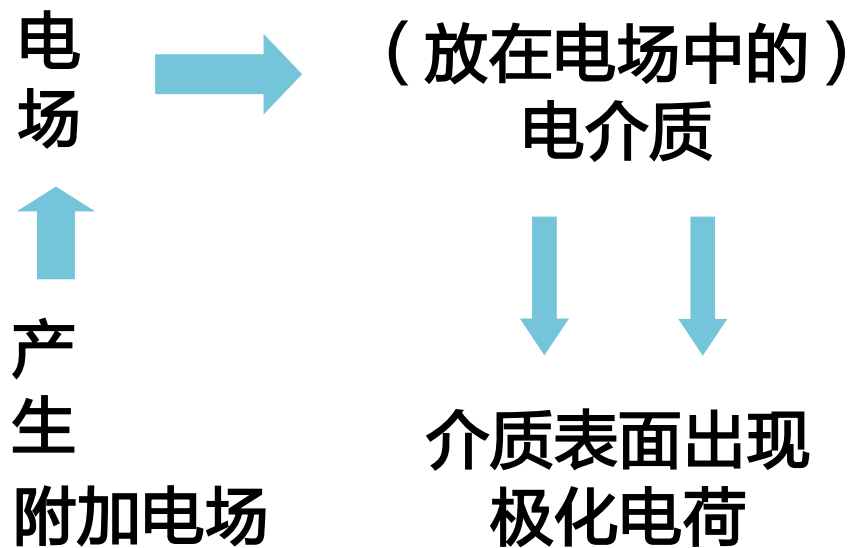 电场
（放在电场中的）
电介质
介质表面出现
极化电荷
产生
附加电场